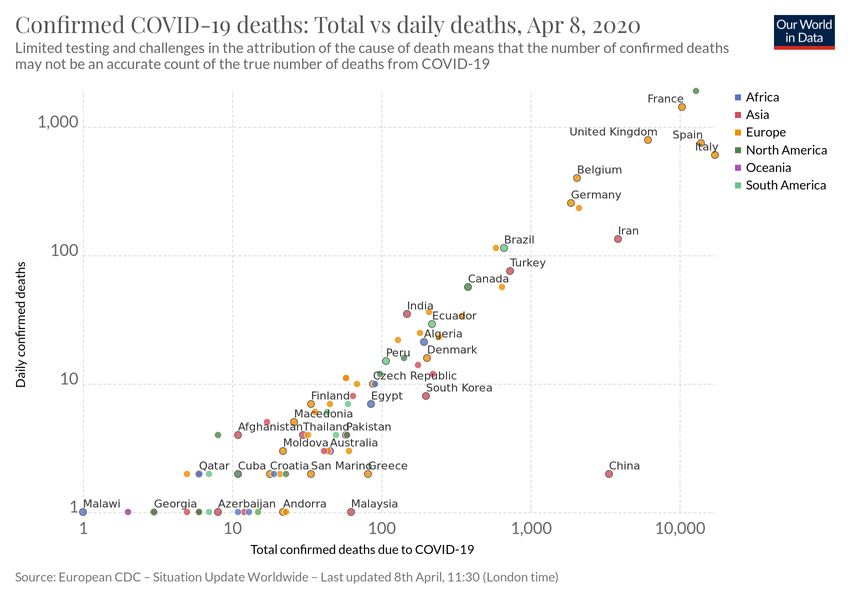 Confirmed COVID-19 deaths: Total vs daily deaths, Apr 8, 2020
Our World
in Data
Limited testing and challenges in the attribution of the cause of death means that the number of confirmed deaths
may not be an accurate count of the true number of deaths from COVID-19
Africa
Asia
Europe
North America
Oceania
South America
Daily confirmed deaths
1,000
100
10
1
France
United Kingdom
Spain
Italy
Belgium
Germany
Iran
Brazil
Turkey
Canada
India
Ecuador
Algeria
Peru
Denmark
Czech Republic
South Korea
Finland
Egypt
Macedonia
Afghanistan
Thailand
Pakistan
Moldova
Australia
Qatar
Cuba
Croatia
San Marino
Greece
China
Malawi
Georgia
Azerbaijan
Andorra
Malaysia
1
10
100
1,000
10,000
Total confirmed deaths due to COVID-19
Source: European CDC – Situation Update Worldwide – Last updated 8th April, 11:30 (London time)